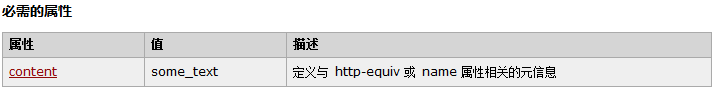 必需的属性
属性 值 描述
content some_text 定义与 http-equiv 或 name 属性相关的元信息